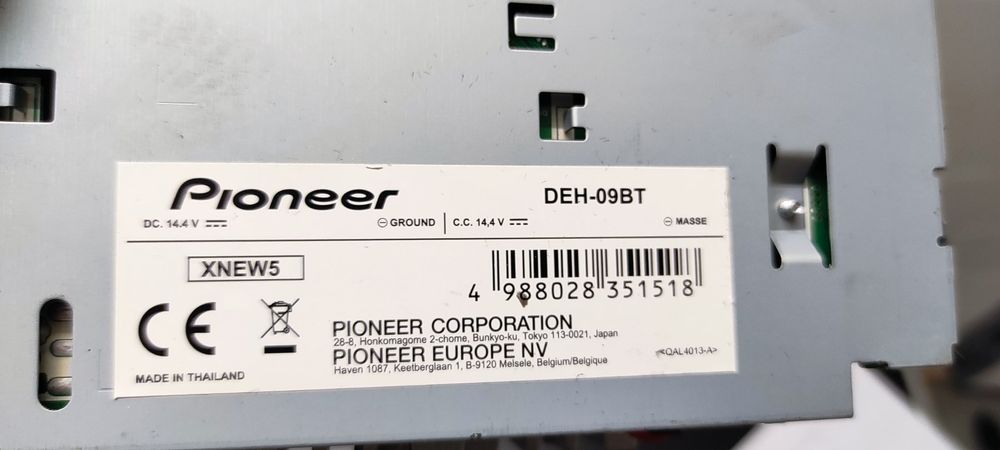 Pioneer
DEH-09BT
DC. 14.4 V ⎓ ⊖ GROUND | C.C. 14,4 V ⎓ ⊖ MASSE
XNEW5
4 988028 351518
CE
PIONEER CORPORATION
28-8, Honkomagome 2-chome, Bunkyo-ku, Tokyo 113-0021, Japan
PIONEER EUROPE NV
Haven 1087, Keetberglaan 1, B-9120 Melsele, Belgium/Belgique
<QAL4013-A>
MADE IN THAILAND